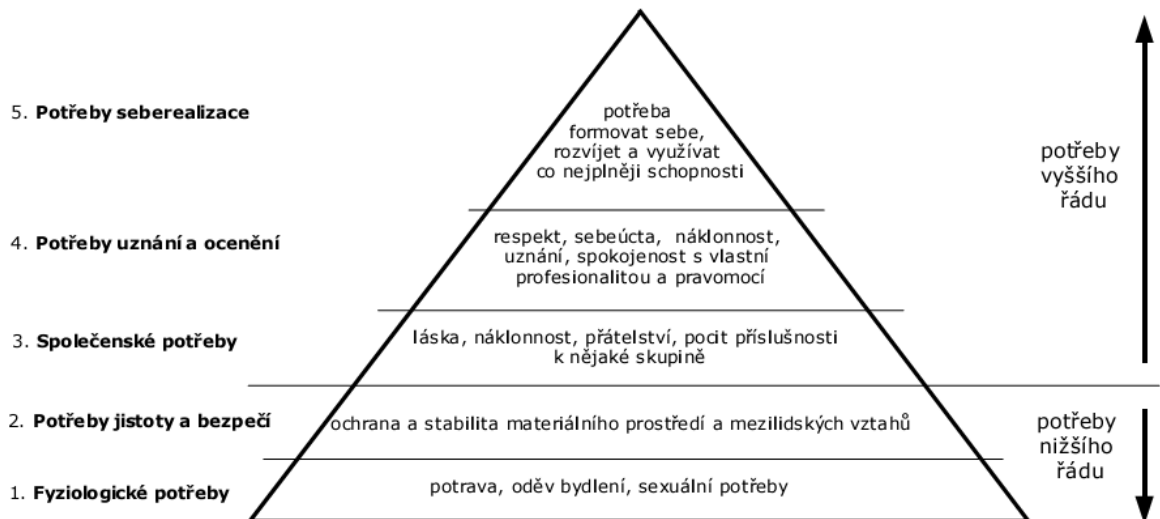 5. Potřeby seberealizace
potřeba
formovat sebe,
rozvíjet a využívat
co nejplněji schopnosti
potřeby
vyššího
řádu
4. Potřeby uznání a ocenění
respekt, sebeúcta, náklonnost,
uznání, spokojenost s vlastní
profesionalitou a pravomocí
3. Společenské potřeby
láska, náklonnost, přátelství, pocit příslušnosti
k nějaké skupině
2. Potřeby jistoty a bezpečí
ochrana a stabilita materiálního prostředí a mezilidských vztahů
potřeby
nižšího
řádu
1. Fyziologické potřeby
potrava, oděv bydlení, sexuální potřeby